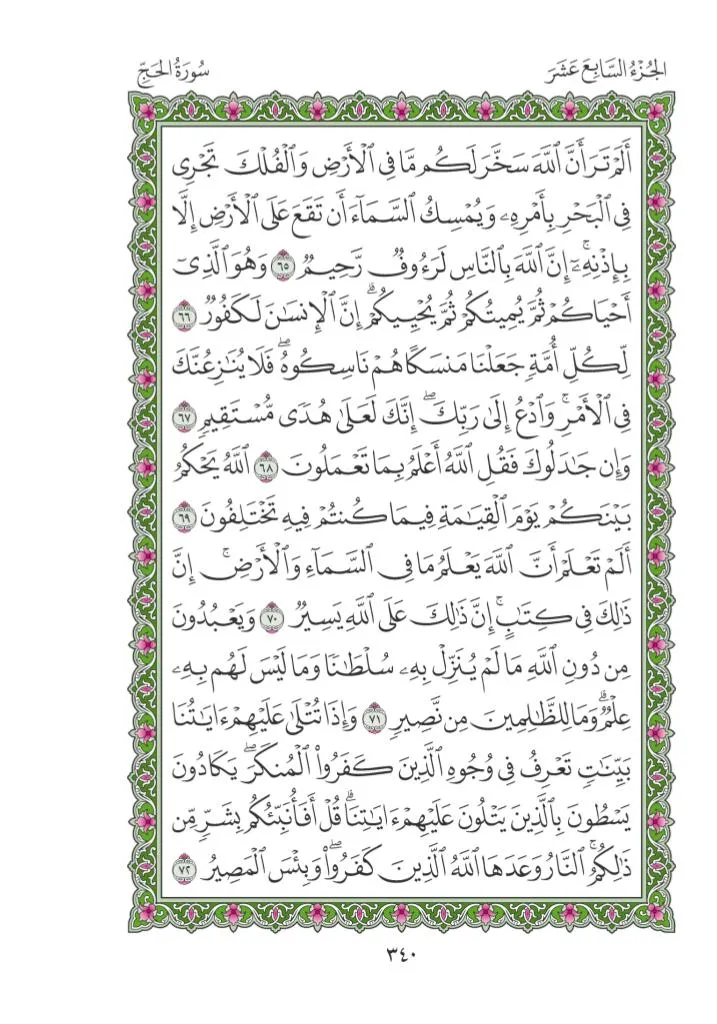 الجُزْءُ السَّابِعَ عَشَرَ
سُورَةُ الحَجِّ
أَلَمْ تَرَ أَنَّ ٱللَّهَ سَخَّرَ لَكُم مَّا فِى ٱلْأَرْضِ وَٱلْفُلْكَ تَجْرِى
فِى ٱلْبَحْرِ بِأَمْرِهِۦ وَيُمْسِكُ ٱلسَّمَآءَ أَن تَقَعَ عَلَى ٱلْأَرْضِ إِلَّا
بِإِذْنِهِۦٓ ۚ إِنَّ ٱللَّهَ بِٱلنَّاسِ لَرَءُوفٌ رَّحِيمٌ ٦٥ وَهُوَ ٱلَّذِىٓ
أَحْيَاكُمْ ثُمَّ يُمِيتُكُمْ ثُمَّ يُحْيِيكُمْ ۗ إِنَّ ٱلْإِنسَٰنَ لَكَفُورٌ ٦٦
لِّكُلِّ أُمَّةٍ جَعَلْنَا مَنسَكًا هُمْ نَاسِكُوهُ ۖ فَلَا يُنَٰزِعُنَّكَ
فِى ٱلْأَمْرِ ۚ وَٱدْعُ إِلَىٰ رَبِّكَ ۖ إِنَّكَ لَعَلَىٰ هُدًى مُّسْتَقِيمٍ ٦٧
وَإِن جَٰدَلُوكَ فَقُلِ ٱللَّهُ أَعْلَمُ بِمَا تَعْمَلُونَ ٦٨ ٱللَّهُ يَحْكُمُ
بَيْنَكُمْ يَوْمَ ٱلْقِيَٰمَةِ فِيمَا كُنتُمْ فِيهِ تَخْتَلِفُونَ ٦٩
أَلَمْ تَعْلَمْ أَنَّ ٱللَّهَ يَعْلَمُ مَا فِى ٱلسَّمَآءِ وَٱلْأَرْضِ ۗ إِنَّ
ذَٰلِكَ فِى كِتَٰبٍ ۚ إِنَّ ذَٰلِكَ عَلَى ٱللَّهِ يَسِيرٌ ٧٠ وَيَعْبُدُونَ
مِن دُونِ ٱللَّهِ مَا لَمْ يُنَزِّلْ بِهِۦ سُلْطَٰنًا وَمَا لَيْسَ لَهُم بِهِۦ
عِلْمٌ ۗ وَمَا لِلظَّٰلِمِينَ مِن نَّصِيرٍ ٧١ وَإِذَا تُتْلَىٰ عَلَيْهِمْ ءَايَٰتُنَا
بَيِّنَٰتٍ تَعْرِفُ فِى وُجُوهِ ٱلَّذِينَ كَفَرُوا۟ ٱلْمُنكَرَ ۖ يَكَادُونَ
يَسْطُونَ بِٱلَّذِينَ يَتْلُونَ عَلَيْهِمْ ءَايَٰتِنَا ۗ قُلْ أَفَأُنَبِّئُكُم بِشَرٍّ مِّن
ذَٰلِكُمُ ۗ ٱلنَّارُ وَعَدَهَا ٱللَّهُ ٱلَّذِينَ كَفَرُوا۟ ۖ وَبِئْسَ ٱلْمَصِيرُ ٧٢
٣٤٠